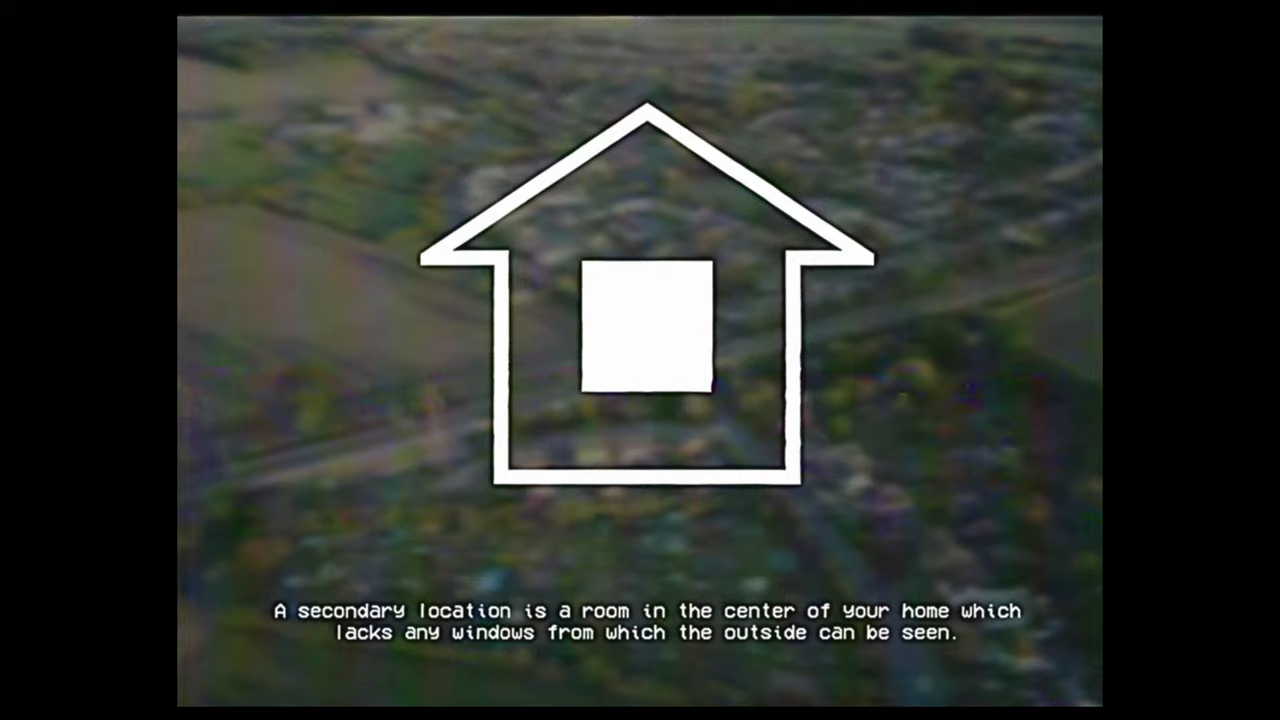 A secondary location is a room in the center of your home which
lacks any windows from which the outside can be seen.